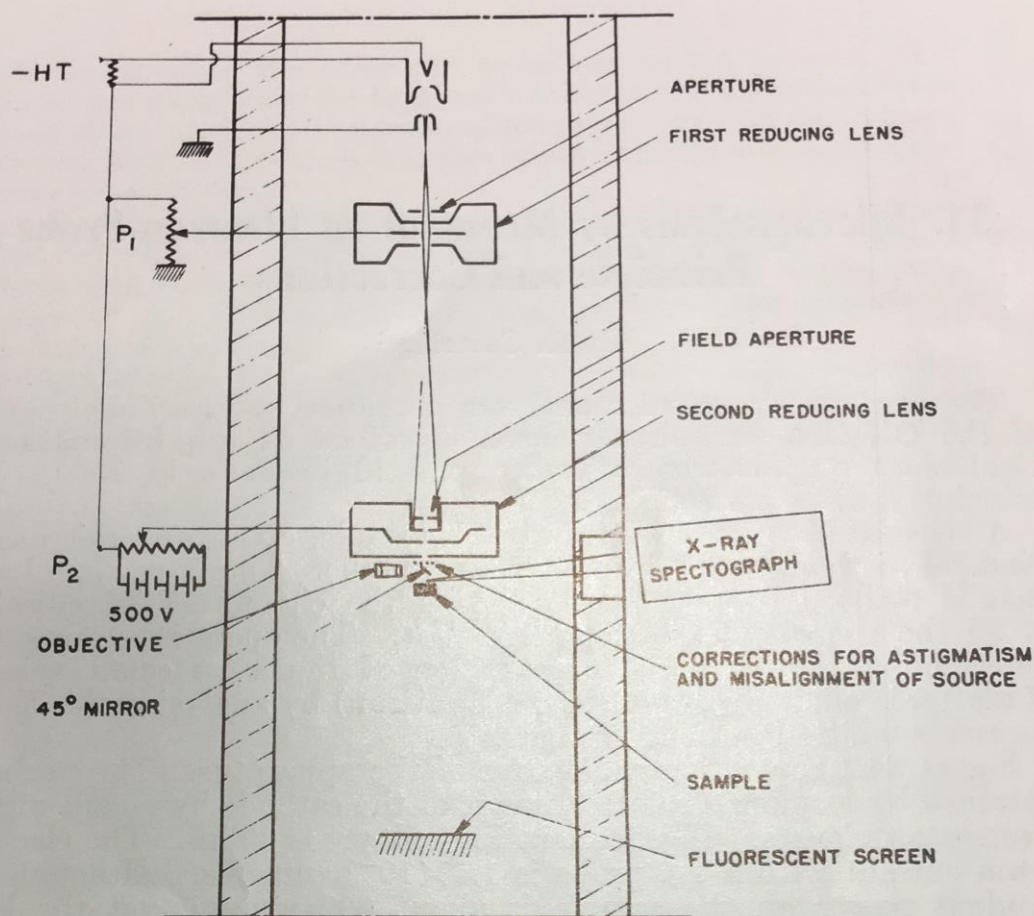 -HT
APERTURE
FIRST REDUCING LENS
P1
FIELD APERTURE
SECOND REDUCING LENS
X-RAY
SPECTOGRAPH
P2
500 V
OBJECTIVE
45° MIRROR
CORRECTIONS FOR ASTIGMATISM
AND MISALIGNMENT OF SOURCE
SAMPLE
FLUORESCENT SCREEN